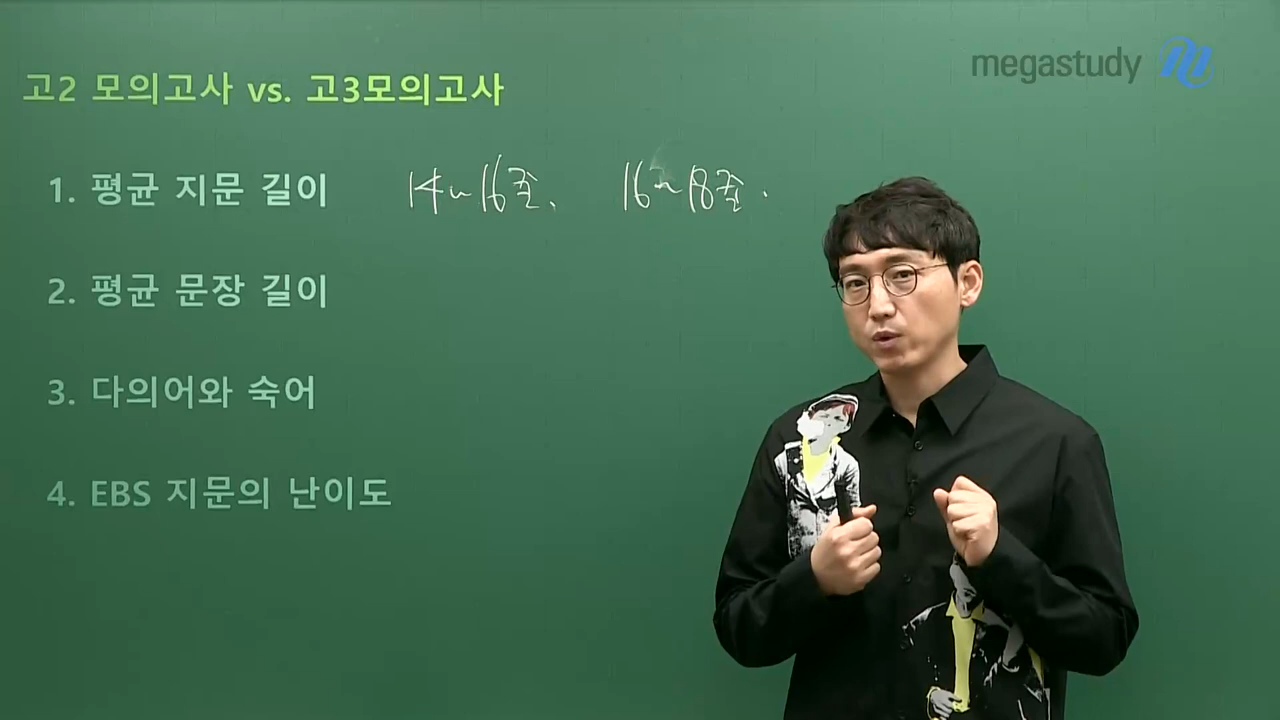 megastudy
고2 모의고사 vs. 고3모의고사
1. 평균 지문 길이 14~16줄, 16~18줄.
2. 평균 문장 길이
3. 다의어와 숙어
4. EBS 지문의 난이도